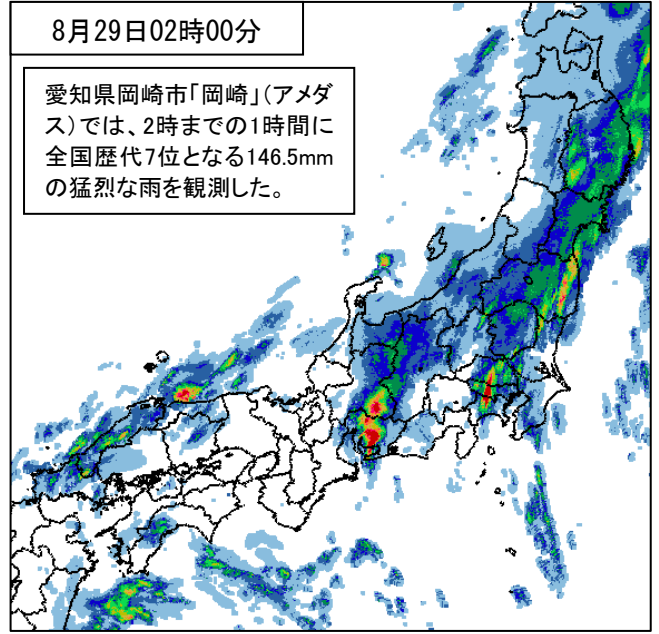 8月29日02時00分
愛知県岡崎市「岡崎」（アメダ
ス）では、2時までの1時間に
全国歴代7位となる146.5mm
の猛烈な雨を観測した。